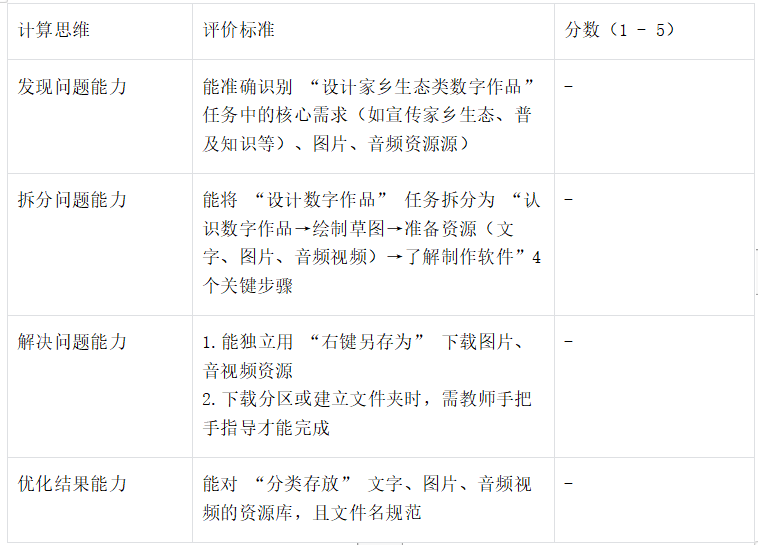 计算思维 评价标准 分数（1 - 5）
发现问题能力 能准确识别 “设计家乡生态类数字作品” -
任务中的核心需求（如宣传家乡生态、普
及知识等）、图片、音频资源源）
拆分问题能力 能将 “设计数字作品” 任务拆分为 “认 -
识数字作品→绘制草图→准备资源（文
字、图片、音频视频）→了解制作软件”4
个关键步骤
解决问题能力 1.能独立用 “右键另存为” 下载图片、 -
音视频资源
2.下载分区或建立文件夹时，需教师手把
手指导才能完成
优化结果能力 能对 “分类存放” 文字、图片、音频视 -
频的资源库，且文件名规范